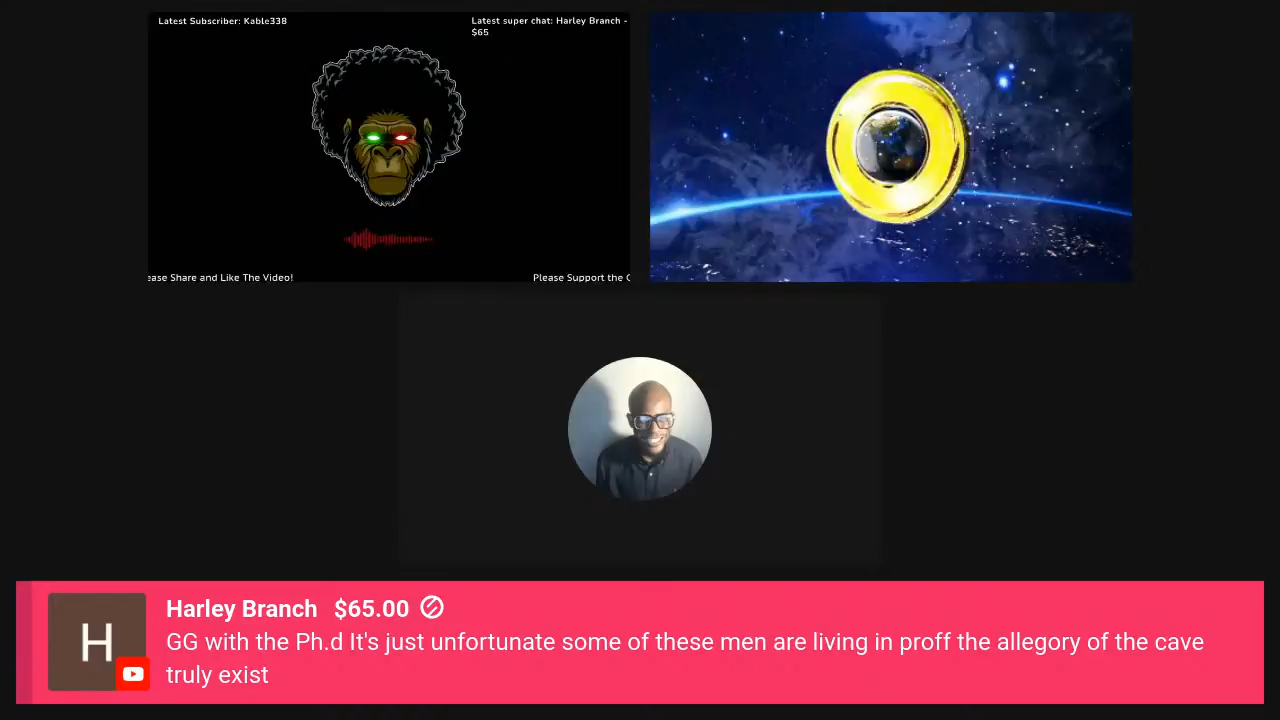 Latest Subscriber: Kable338
Latest super chat: Harley Branch -
$65
ease Share and Like The Video!
Please Support the
H
Harley Branch $65.00
GG with the Ph.d It's just unfortunate some of these men are living in proff the allegory of the cave
truly exist